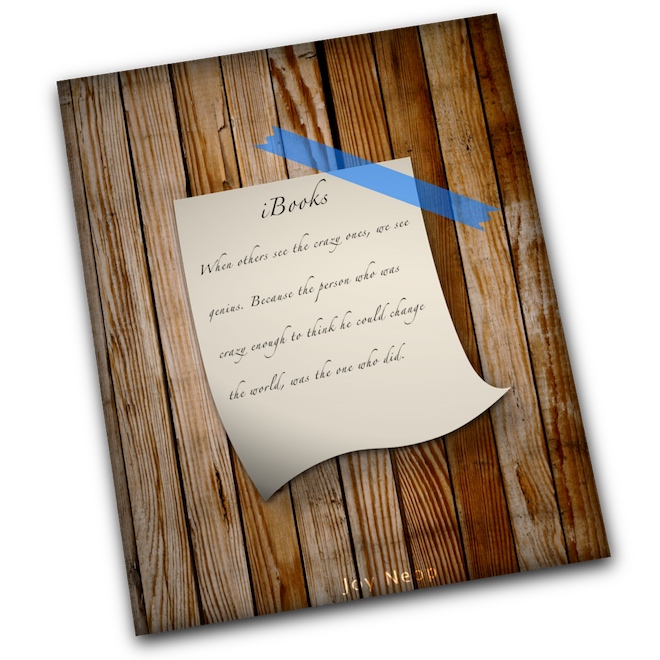 iBooks
When others see the crazy ones, we see
genius. Because the person who was
crazy enough to think he could change
the world, was the one who did.
Joy Neop